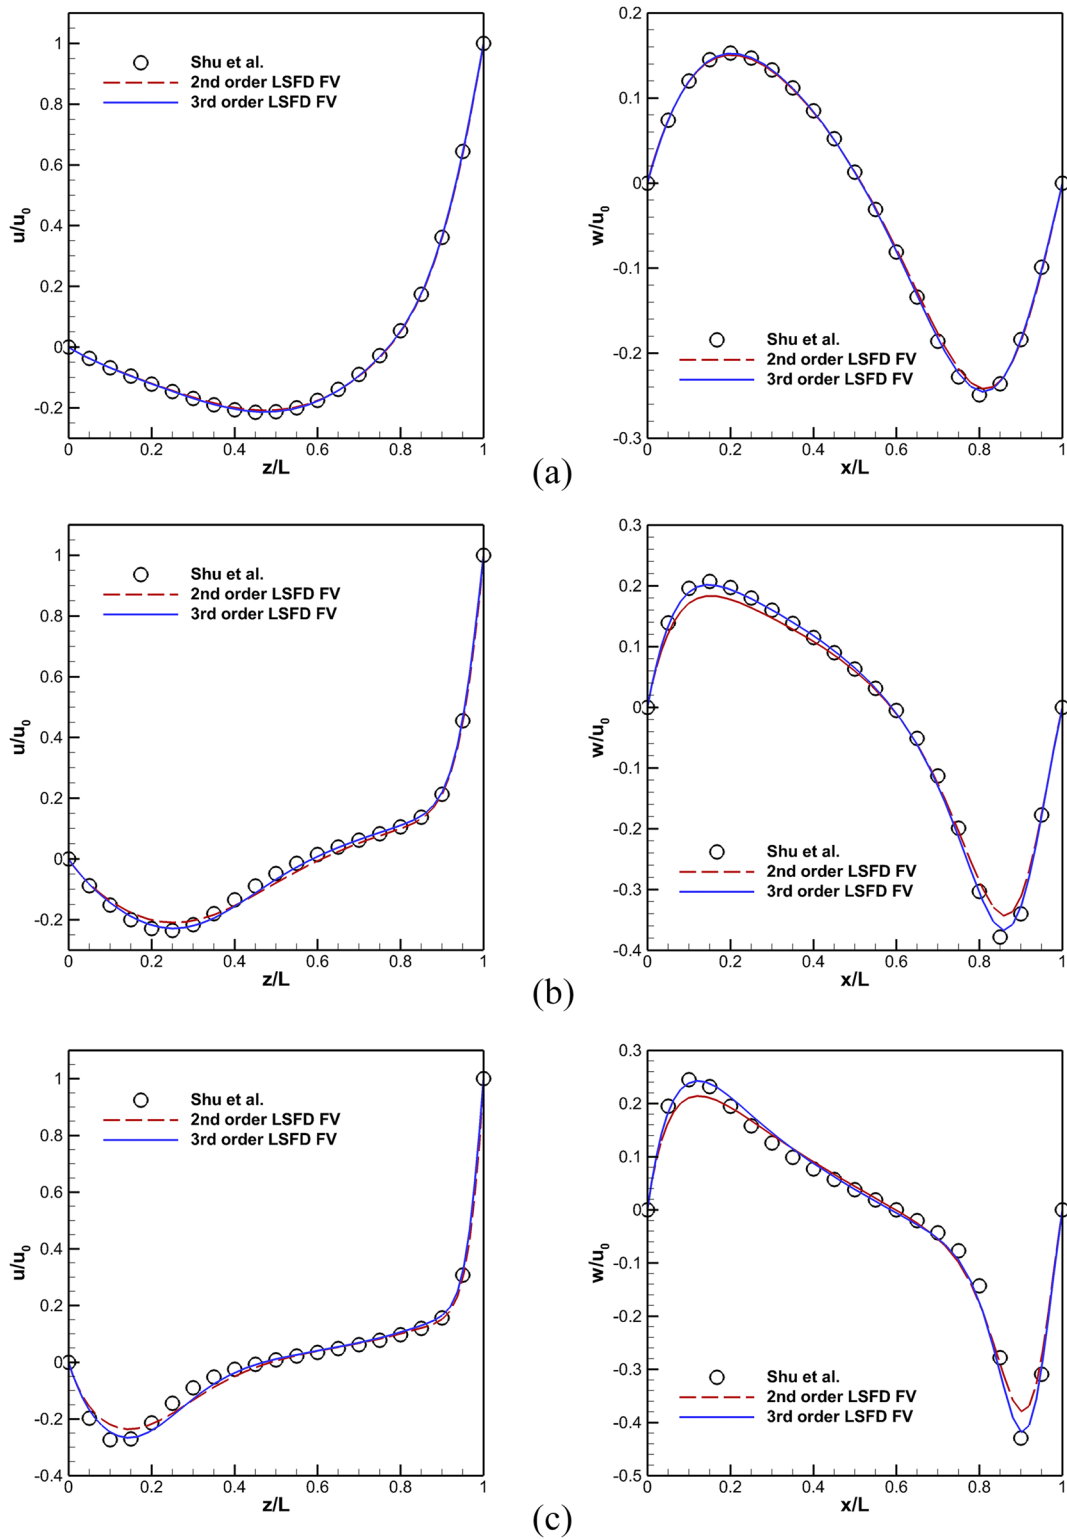 1
0.8
0.6
0.4
0.2
0
-0.2
u/u0
Shu et al.
2nd order LSFD FV
3rd order LSFD FV
0 0.2 0.4 0.6 0.8 1
z/L
0.2
0.1
0
-0.1
-0.2
-0.3
w/u0
Shu et al.
2nd order LSFD FV
3rd order LSFD FV
0 0.2 0.4 0.6 0.8 1
x/L
(a)
1
0.8
0.6
0.4
0.2
0
-0.2
u/u0
Shu et al.
2nd order LSFD FV
3rd order LSFD FV
0 0.2 0.4 0.6 0.8 1
z/L
0.3
0.2
0.1
0
-0.1
-0.2
-0.3
-0.4
w/u0
Shu et al.
2nd order LSFD FV
3rd order LSFD FV
0 0.2 0.4 0.6 0.8 1
x/L
(b)
1
0.8
0.6
0.4
0.2
0
-0.2
-0.4
u/u0
Shu et al.
2nd order LSFD FV
3rd order LSFD FV
0 0.2 0.4 0.6 0.8 1
z/L
0.3
0.2
0.1
0
-0.1
-0.2
-0.3
-0.4
-0.5
w/u0
Shu et al.
2nd order LSFD FV
3rd order LSFD FV
0 0.2 0.4 0.6 0.8 1
x/L
(c)